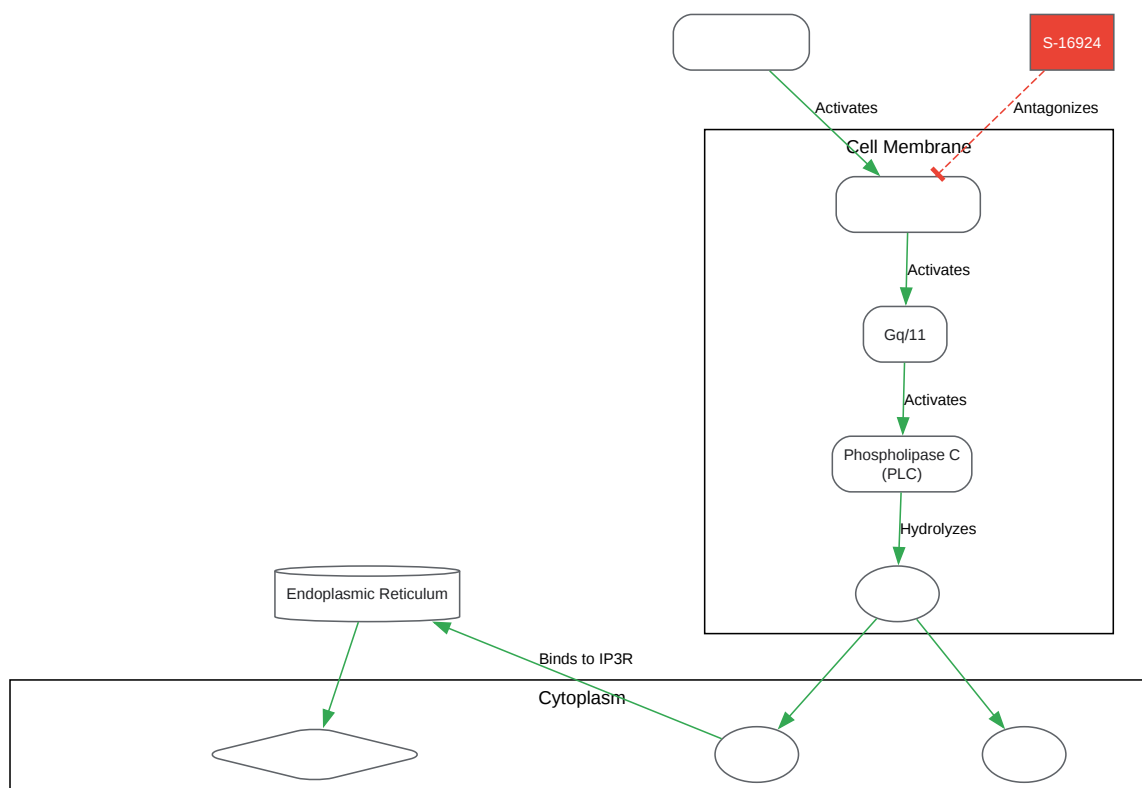 S-16924
Activates
Antagonizes
Cell Membrane
Activates
Gq/11
Activates
Phospholipase C
(PLC)
Hydrolyzes
Endoplasmic Reticulum
Binds to IP3R
Cytoplasm